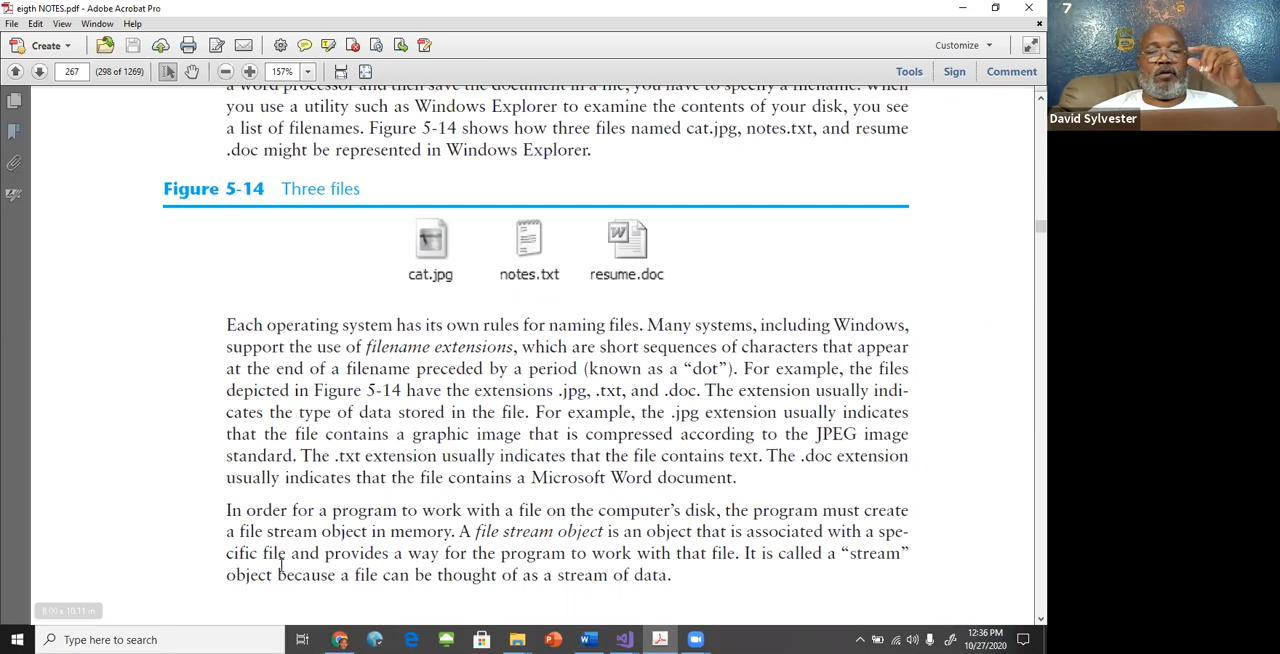 eigth NOTES.pdf - Adobe Acrobat Pro
File Edit View Window Help
Create
Customize
267 (298 of 1269) 157%
Tools Sign Comment
7
David Sylvester
a word processor and then save the document in a file, you have to specify a filename. When
you use a utility such as Windows Explorer to examine the contents of your disk, you see
a list of filenames. Figure 5-14 shows how three files named cat.jpg, notes.txt, and resume
.doc might be represented in Windows Explorer.
Figure 5-14 Three files
cat.jpg notes.txt resume.doc
Each operating system has its own rules for naming files. Many systems, including Windows,
support the use of filename extensions, which are short sequences of characters that appear
at the end of a filename preceded by a period (known as a “dot”). For example, the files
depicted in Figure 5-14 have the extensions .jpg, .txt, and .doc. The extension usually indi-
cates the type of data stored in the file. For example, the .jpg extension usually indicates
that the file contains a graphic image that is compressed according to the JPEG image
standard. The .txt extension usually indicates that the file contains text. The .doc extension
usually indicates that the file contains a Microsoft Word document.
In order for a program to work with a file on the computer’s disk, the program must create
a file stream object in memory. A file stream object is an object that is associated with a spe-
cific file and provides a way for the program to work with that file. It is called a “stream”
object because a file can be thought of as a stream of data.
8.00 x 10.11 in
Type here to search
12:36 PM
10/27/2020